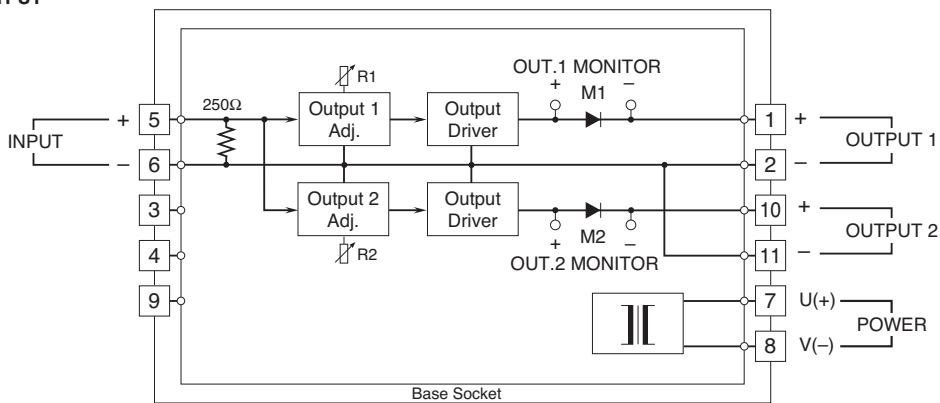 OUT.1 MONITOR
+ M1 −
R1
250Ω
Output 1
Adj.
Output
Driver
INPUT
+ 5
− 6
3
4
9
1 +
2 −
OUTPUT 1
Output 2
Adj.
Output
Driver
R2
+ M2 −
OUT.2 MONITOR
10 +
11 −
OUTPUT 2
7 U(+)
8 V(−)
POWER
Base Socket